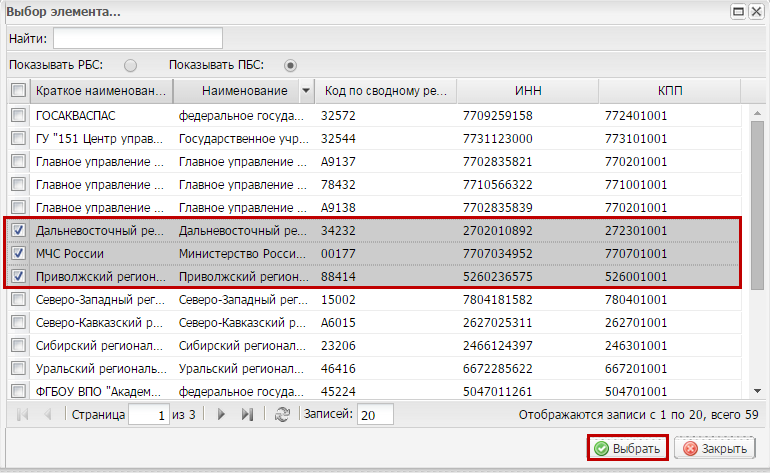 Выбор элемента...
Найти:
Показывать РБС: Показывать ПБС:
Краткое наименован... Наименование Код по сводному ре... ИНН КПП
ГОСАКВАСПАС федеральное госуда... 32572 7709259158 772401001
ГУ "151 Центр управ... Государственное учр... 32544 7731123000 773101001
Главное управление ... Главное управление ... А9137 7702835821 770201001
Главное управление ... Главное управление ... 78432 7710566322 771001001
Главное управление ... Главное управление ... А9138 7702835839 770201001
Дальневосточный ре... Дальневосточный ре... 34232 2702010892 272301001
МЧС России Министерство Росси... 00177 7707034952 770701001
Приволжский регион... Приволжский регион... 88414 5260236575 526001001
Северо-Западный рег... Северо-Западный рег... 15002 7804181582 780401001
Северо-Кавказский р... Северо-Кавказский р... А6015 2627025311 262701001
Сибирский регионал... Сибирский регионал... 23206 2466124397 246301001
Уральский региональ... Уральский региональ... 46416 6672285622 667201001
ФГБОУ ВПО "Академ... федеральное госуда... 45224 5047011261 504701001
Страница 1 из 3 Записей: 20 Отображаются записи с 1 по 20, всего 59
Выбрать Закрыть